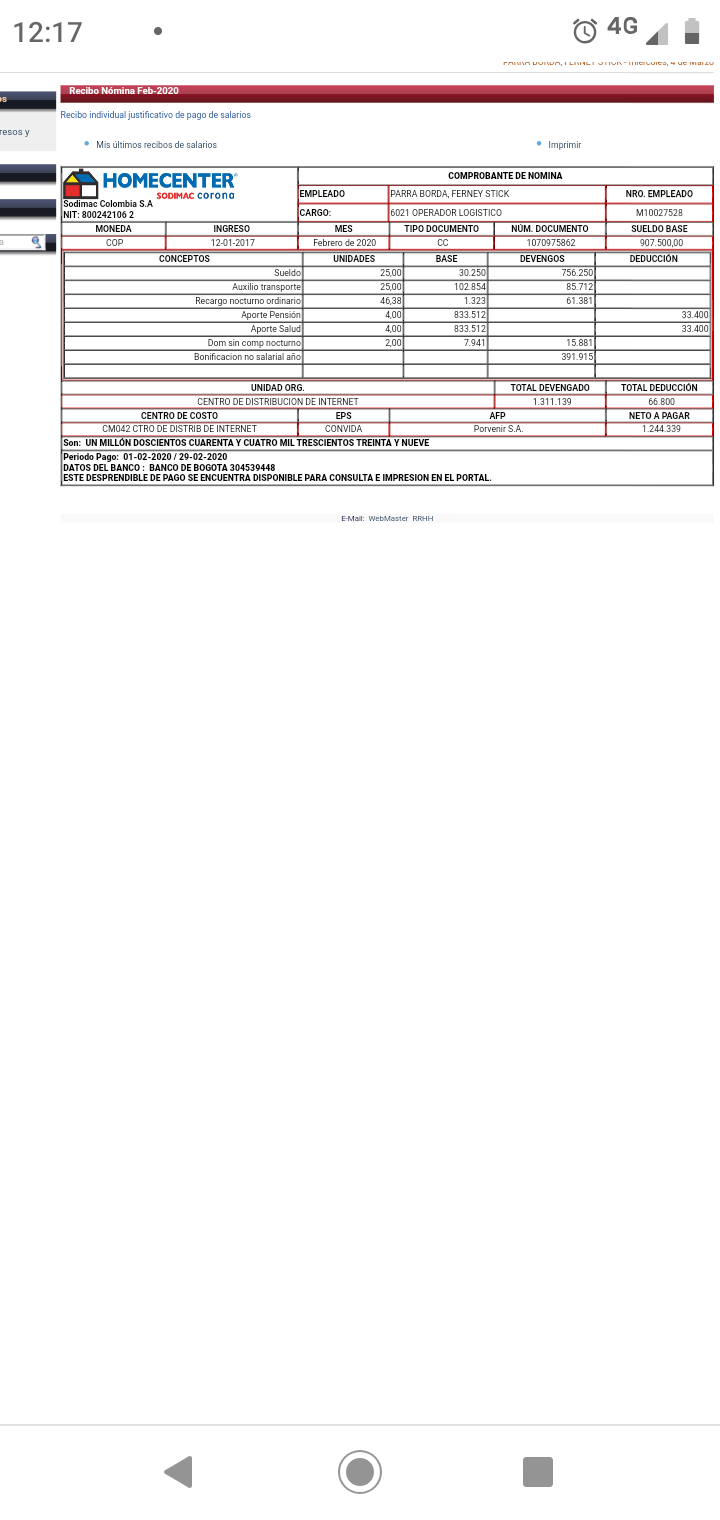 12:17
4G
PARRA BORDA, FERNEY STICK - miércoles, 4 de Marzo
os
Recibo Nómina Feb-2020
resos y
Recibo individual justificativo de pago de salarios
Mis últimos recibos de salarios Imprimir
HOMECENTER
SODIMAC corona
Sodimac Colombia S.A
NIT: 800242106 2
COMPROBANTE DE NOMINA
EMPLEADO PARRA BORDA, FERNEY STICK NRO. EMPLEADO
CARGO: 6021 OPERADOR LOGISTICO M10027528
MONEDA INGRESO MES TIPO DOCUMENTO NÚM. DOCUMENTO SUELDO BASE
COP 12-01-2017 Febrero de 2020 CC 1070975862 907.500,00
a
CONCEPTOS UNIDADES BASE DEVENGOS DEDUCCIÓN
Sueldo 25,00 30.250 756.250
Auxilio transporte 25,00 102.854 85.712
Recargo nocturno ordinario 46,38 1.323 61.381
Aporte Pensión 4,00 833.512 33.400
Aporte Salud 4,00 833.512 33.400
Dom sin comp nocturno 2,00 7.941 15.881
Bonificacion no salarial año 391.915
UNIDAD ORG. TOTAL DEVENGADO TOTAL DEDUCCIÓN
CENTRO DE DISTRIBUCION DE INTERNET 1.311.139 66.800
CENTRO DE COSTO EPS AFP NETO A PAGAR
CM042 CTRO DE DISTRIB DE INTERNET CONVIDA Porvenir S.A. 1.244.339
Son: UN MILLÓN DOSCIENTOS CUARENTA Y CUATRO MIL TRESCIENTOS TREINTA Y NUEVE
Periodo Pago: 01-02-2020 / 29-02-2020
DATOS DEL BANCO : BANCO DE BOGOTA 304539448
ESTE DESPRENDIBLE DE PAGO SE ENCUENTRA DISPONIBLE PARA CONSULTA E IMPRESION EN EL PORTAL.
E-Mail: WebMaster RRHH